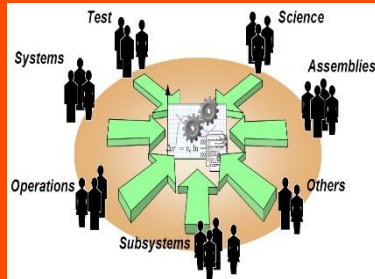 Test
Science
Systems
Assemblies
Operations
Others
Subsystems